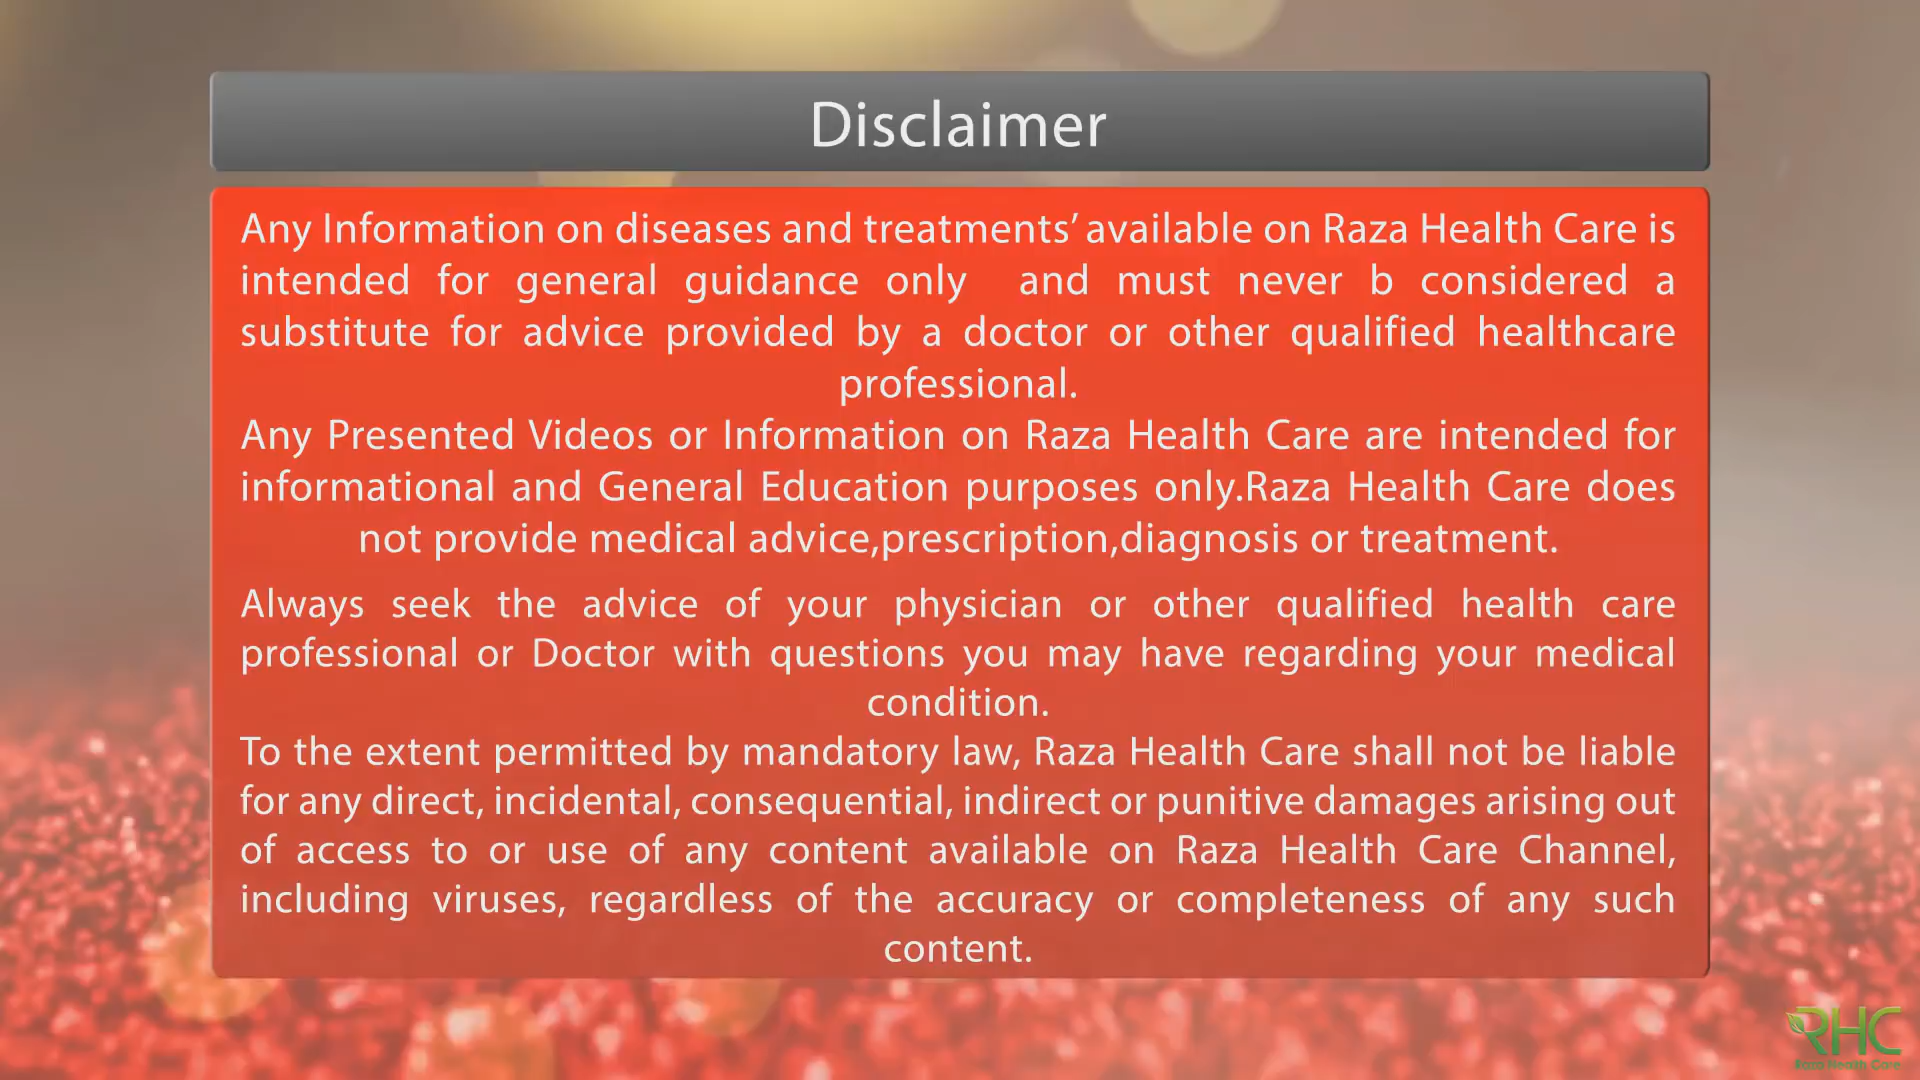 Disclaimer
Any Information on diseases and treatments’ available on Raza Health Care is
intended for general guidance only and must never b considered a
substitute for advice provided by a doctor or other qualified healthcare
professional.
Any Presented Videos or Information on Raza Health Care are intended for
informational and General Education purposes only.Raza Health Care does
not provide medical advice,prescription,diagnosis or treatment.
Always seek the advice of your physician or other qualified health care
professional or Doctor with questions you may have regarding your medical
condition.
To the extent permitted by mandatory law, Raza Health Care shall not be liable
for any direct, incidental, consequential, indirect or punitive damages arising out
of access to or use of any content available on Raza Health Care Channel,
including viruses, regardless of the accuracy or completeness of any such
content.
RHC
Raza Health Care